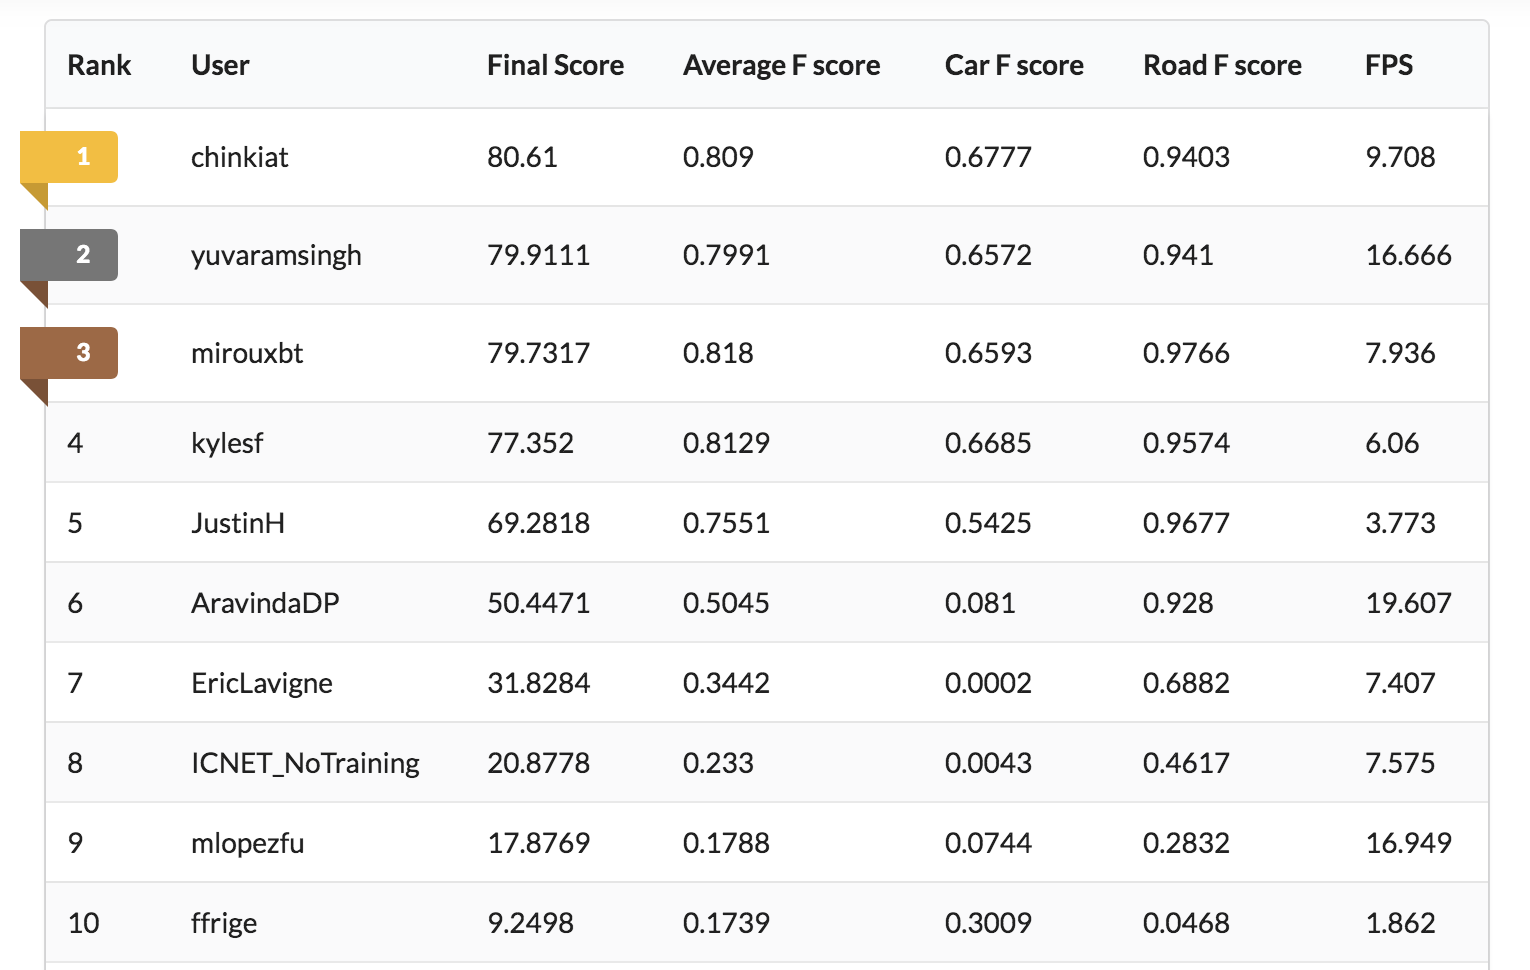 Rank User Final Score Average F score Car F score Road F score FPS
1 chinkiat 80.61 0.809 0.6777 0.9403 9.708
2 yuvaramsingh 79.9111 0.7991 0.6572 0.941 16.666
3 mirouxbt 79.7317 0.818 0.6593 0.9766 7.936
4 kylesf 77.352 0.8129 0.6685 0.9574 6.06
5 JustinH 69.2818 0.7551 0.5425 0.9677 3.773
6 AravindaDP 50.4471 0.5045 0.081 0.928 19.607
7 EricLavigne 31.8284 0.3442 0.0002 0.6882 7.407
8 ICNET_NoTraining 20.8778 0.233 0.0043 0.4617 7.575
9 mlopezfu 17.8769 0.1788 0.0744 0.2832 16.949
10 ffrige 9.2498 0.1739 0.3009 0.0468 1.862